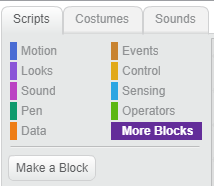 Scripts Costumes Sounds
Motion Events
Looks Control
Sound Sensing
Pen Operators
Data More Blocks
Make a Block